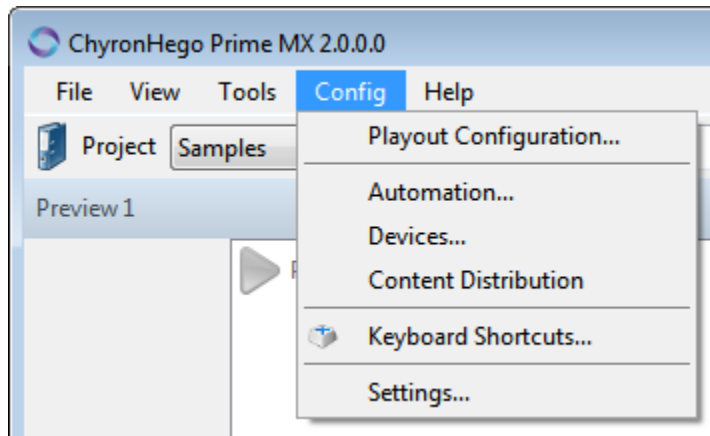 ChyronHego Prime MX 2.0.0.0
File View Tools Config Help
Project Samples
Playout Configuration...
Preview 1
Automation...
Devices...
Content Distribution
Keyboard Shortcuts...
Settings...